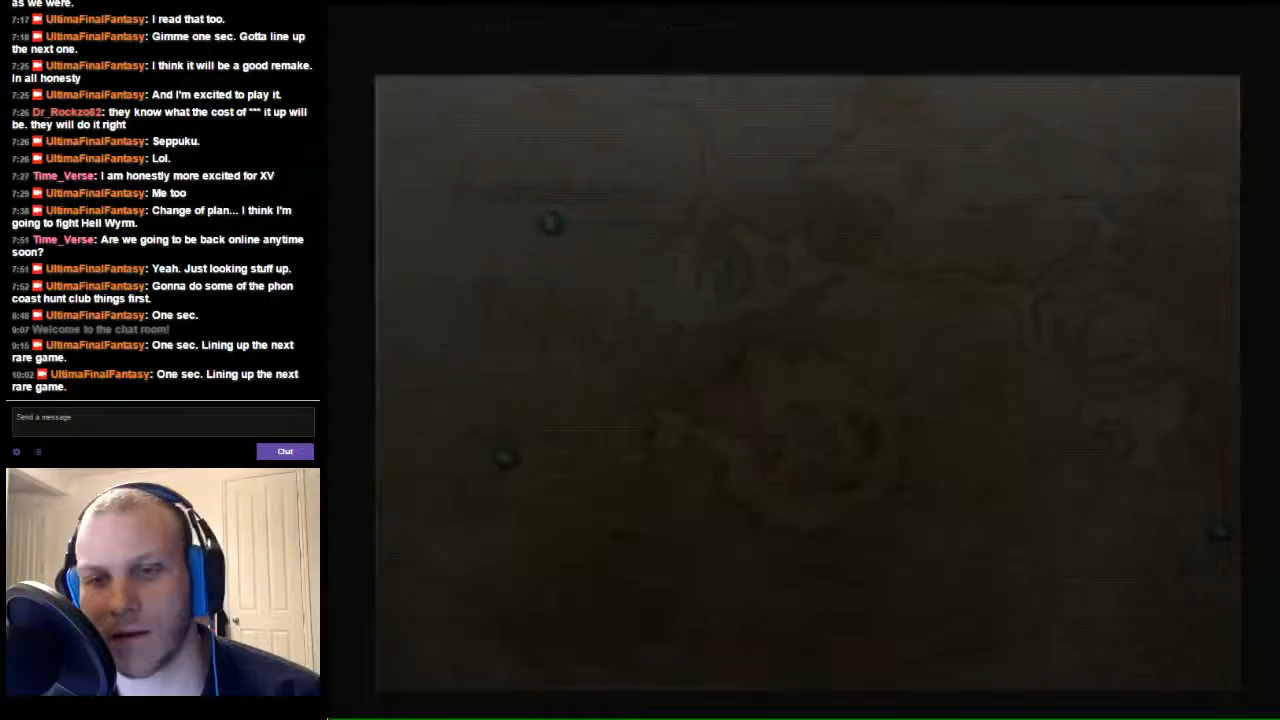 as we were.
7:17 UltimaFinalFantasy: I read that too.
7:18 UltimaFinalFantasy: Gimme one sec. Gotta line up
the next one.
7:25 UltimaFinalFantasy: I think it will be a good remake.
In all honesty
7:25 UltimaFinalFantasy: And I'm excited to play it.
7:26 Dr_Rockzo82: they know what the cost of *** it up will
be. they will do it right
7:26 UltimaFinalFantasy: Seppuku.
7:26 UltimaFinalFantasy: Lol.
7:27 Time_Verse: I am honestly more excited for XV
7:29 UltimaFinalFantasy: Me too
7:38 UltimaFinalFantasy: Change of plan... I think I'm
going to fight Hell Wyrm.
7:51 Time_Verse: Are we going to be back online anytime
soon?
7:51 UltimaFinalFantasy: Yeah. Just looking stuff up.
7:52 UltimaFinalFantasy: Gonna do some of the phon
coast hunt club things first.
8:48 UltimaFinalFantasy: One sec.
9:07 Welcome to the chat room!
9:15 UltimaFinalFantasy: One sec. Lining up the next
rare game.
10:02 UltimaFinalFantasy: One sec. Lining up the next
rare game.
Send a message
Chat